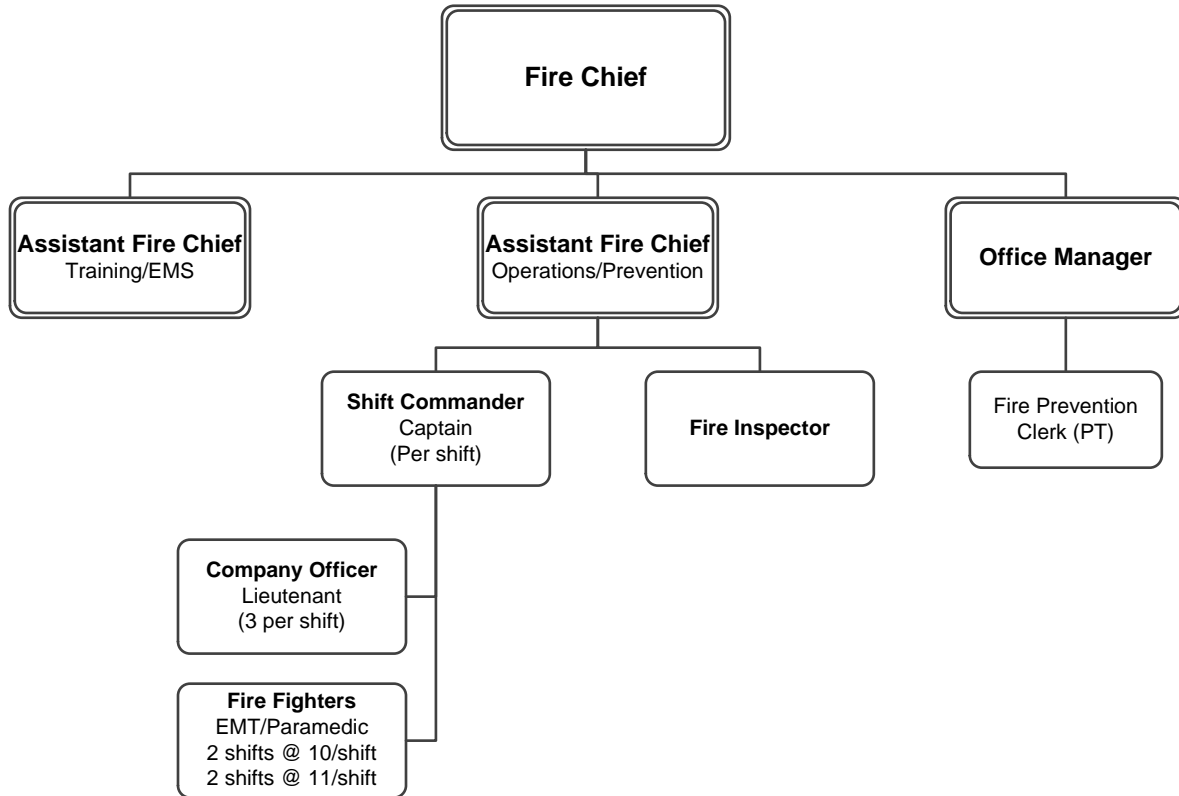 Fire Chief
Assistant Fire Chief
Training/EMS
Assistant Fire Chief
Operations/Prevention
Office Manager
Shift Commander
Captain
(Per shift)
Fire Inspector
Fire Prevention
Clerk (PT)
Company Officer
Lieutenant
(3 per shift)
Fire Fighters
EMT/Paramedic
2 shifts @ 10/shift
2 shifts @ 11/shift